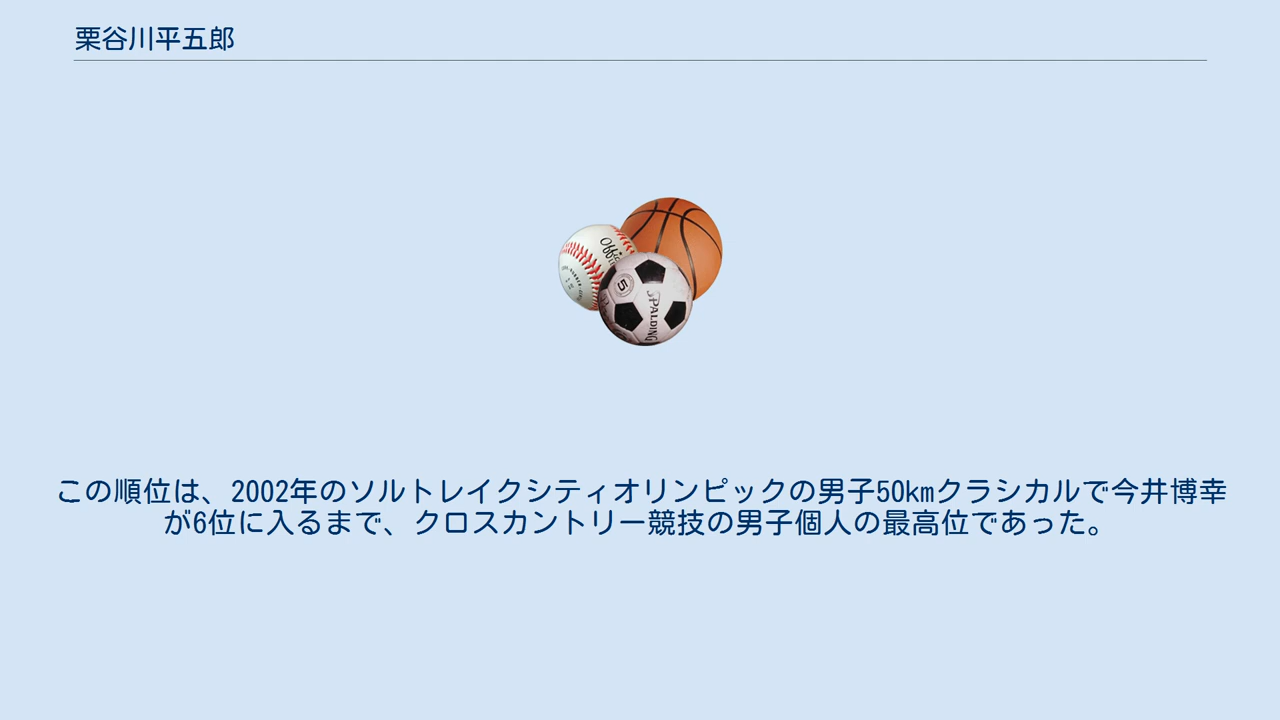 栗谷川平五郎
Offi
5
SPALDING
この順位は、2002年のソルトレイクシティオリンピックの男子50kmクラシカルで今井博幸
が6位に入るまで、クロスカントリー競技の男子個人の最高位であった。